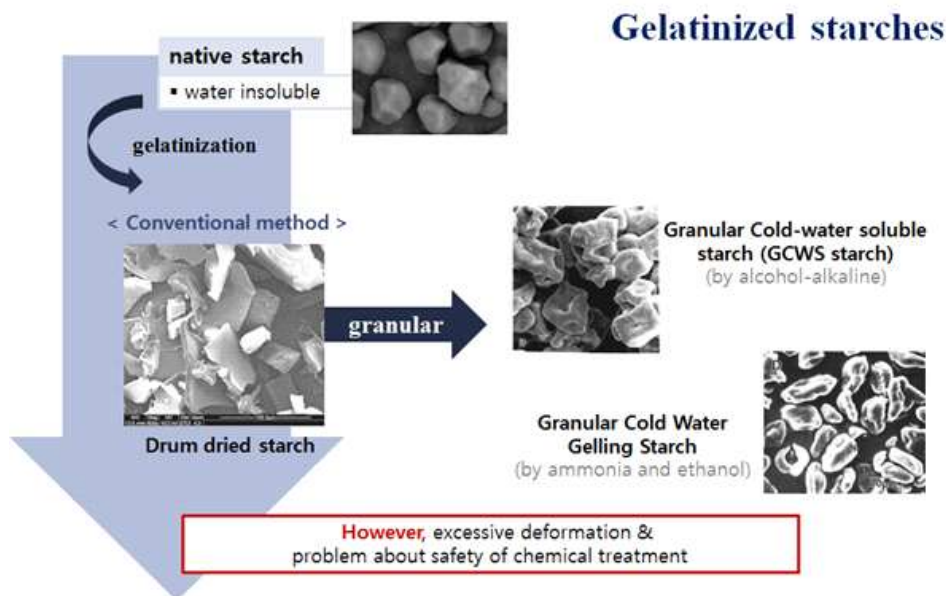 Gelatinized starches
native starch
▪ water insoluble
gelatinization
< Conventional method >
granular
Drum dried starch
Granular Cold-water soluble
starch (GCWS starch)
(by alcohol-alkaline)
Granular Cold Water
Gelling Starch
(by ammonia and ethanol)
However, excessive deformation &
problem about safety of chemical treatment